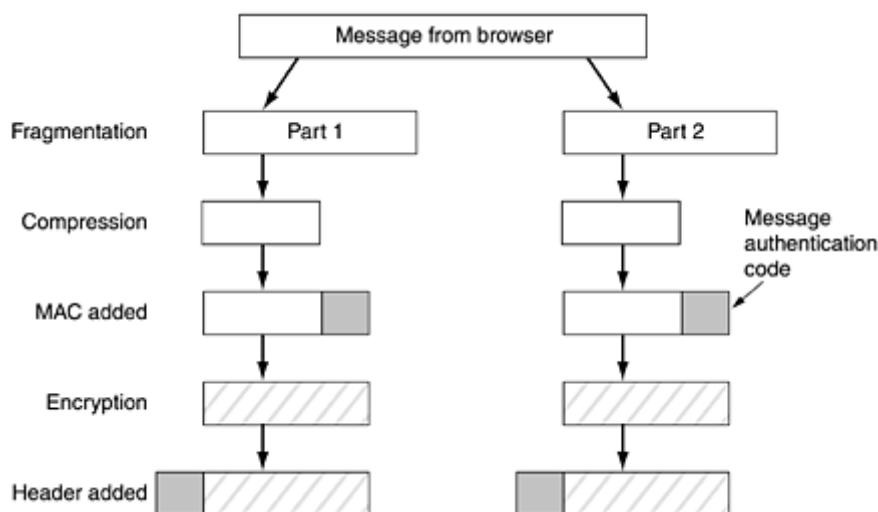 Message from browser
Fragmentation
Part 1
Part 2
Compression
Message
authentication
code
MAC added
Encryption
Header added